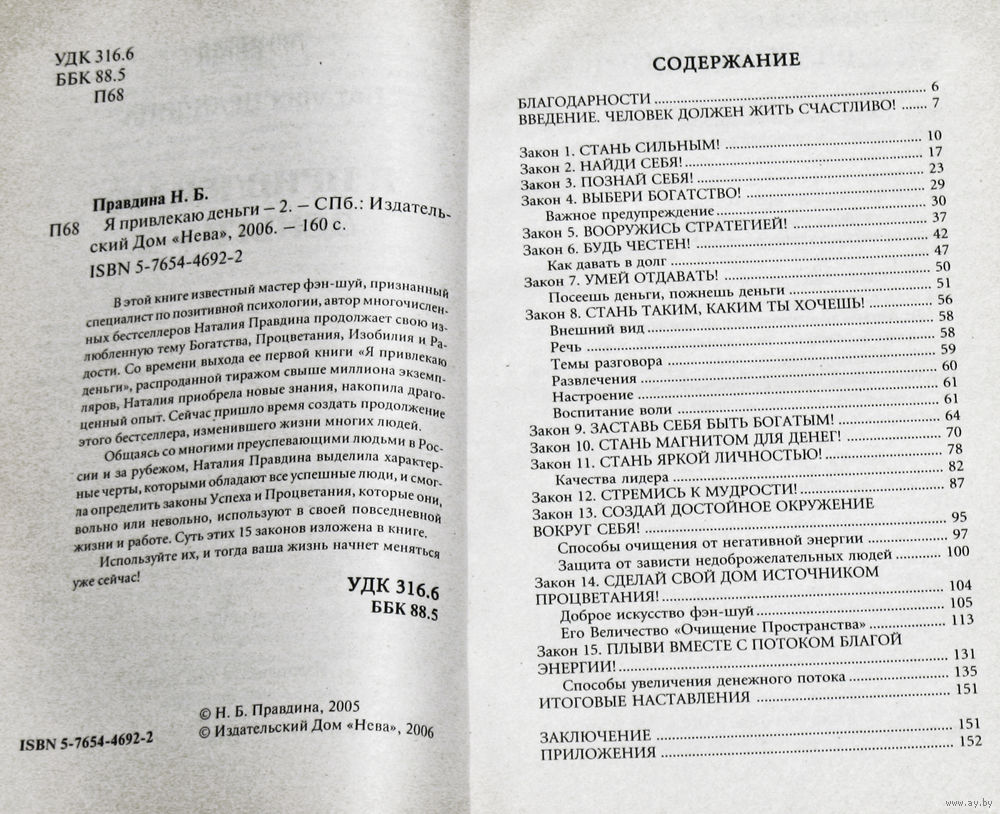 УДК 316.6
ББК 88.5
П68
Правдина Н. Б.
П68 Я привлекаю деньги – 2. – СПб.: Издатель-
ский Дом «Нева», 2006. – 160 с.
ISBN 5-7654-4692-2
В этой книге известный мастер фэн-шуй, признанный
специалист по позитивной психологии, автор многочислен-
ных бестселлеров Наталия Правдина продолжает свою из-
любленную тему Богатства, Процветания, Изобилия и Ра-
дости. Со времени выхода ее первой книги «Я привлекаю
деньги», распроданной тиражом свыше миллиона экземп-
ляров, Наталия приобрела новые знания, накопила драго-
ценный опыт. Сейчас пришло время создать продолжение
этого бестселлера, изменившего жизни многих людей.
Общаясь со многими преуспевающими людьми в Рос-
сии и за рубежом, Наталия Правдина выделила характер-
ные черты, которыми обладают все успешные люди, и смог-
ла определить законы Успеха и Процветания, которые они,
вольно или невольно, используют в своей повседневной
жизни и работе. Суть этих 15 законов изложена в книге.
Используйте их, и тогда ваша жизнь начнет меняться
уже сейчас!
УДК 316.6
ББК 88.5
© Н. Б. Правдина, 2005
ISBN 5-7654-4692-2 © Издательский Дом «Нева», 2006
СОДЕРЖАНИЕ
БЛАГОДАРНОСТИ ..... 6
ВВЕДЕНИЕ. ЧЕЛОВЕК ДОЛЖЕН ЖИТЬ СЧАСТЛИВО! ..... 7
Закон 1. СТАНЬ СИЛЬНЫМ! ..... 10
Закон 2. НАЙДИ СЕБЯ! ..... 17
Закон 3. ПОЗНАЙ СЕБЯ! ..... 23
Закон 4. ВЫБЕРИ БОГАТСТВО! ..... 29
Важное предупреждение ..... 30
Закон 5. ВООРУЖИСЬ СТРАТЕГИЕЙ! ..... 37
Закон 6. БУДЬ ЧЕСТЕН! ..... 42
Как давать в долг ..... 47
Закон 7. УМЕЙ ОТДАВАТЬ! ..... 50
Посеешь деньги, пожнешь деньги ..... 51
Закон 8. СТАНЬ ТАКИМ, КАКИМ ТЫ ХОЧЕШЬ! ..... 56
Внешний вид ..... 58
Речь ..... 58
Темы разговора ..... 59
Развлечения ..... 60
Настроение ..... 61
Воспитание воли ..... 61
Закон 9. ЗАСТАВЬ СЕБЯ БЫТЬ БОГАТЫМ! ..... 64
Закон 10. СТАНЬ МАГНИТОМ ДЛЯ ДЕНЕГ! ..... 70
Закон 11. СТАНЬ ЯРКОЙ ЛИЧНОСТЬЮ! ..... 78
Качества лидера ..... 82
Закон 12. СТРЕМИСЬ К МУДРОСТИ! ..... 87
Закон 13. СОЗДАЙ ДОСТОЙНОЕ ОКРУЖЕНИЕ
ВОКРУГ СЕБЯ! ..... 95
Способы очищения от негативной энергии ..... 97
Защита от зависти недоброжелательных людей ..... 100
Закон 14. СДЕЛАЙ СВОЙ ДОМ ИСТОЧНИКОМ
ПРОЦВЕТАНИЯ! ..... 104
Доброе искусство фэн-шуй ..... 105
Его Величество «Очищение Пространства» ..... 113
Закон 15. ПЛЫВИ ВМЕСТЕ С ПОТОКОМ БЛАГОЙ
ЭНЕРГИИ! ..... 131
Способы увеличения денежного потока ..... 135
ИТОГОВЫЕ НАСТАВЛЕНИЯ ..... 151
ЗАКЛЮЧЕНИЕ ..... 151
ПРИЛОЖЕНИЯ ..... 152
www.ay.by